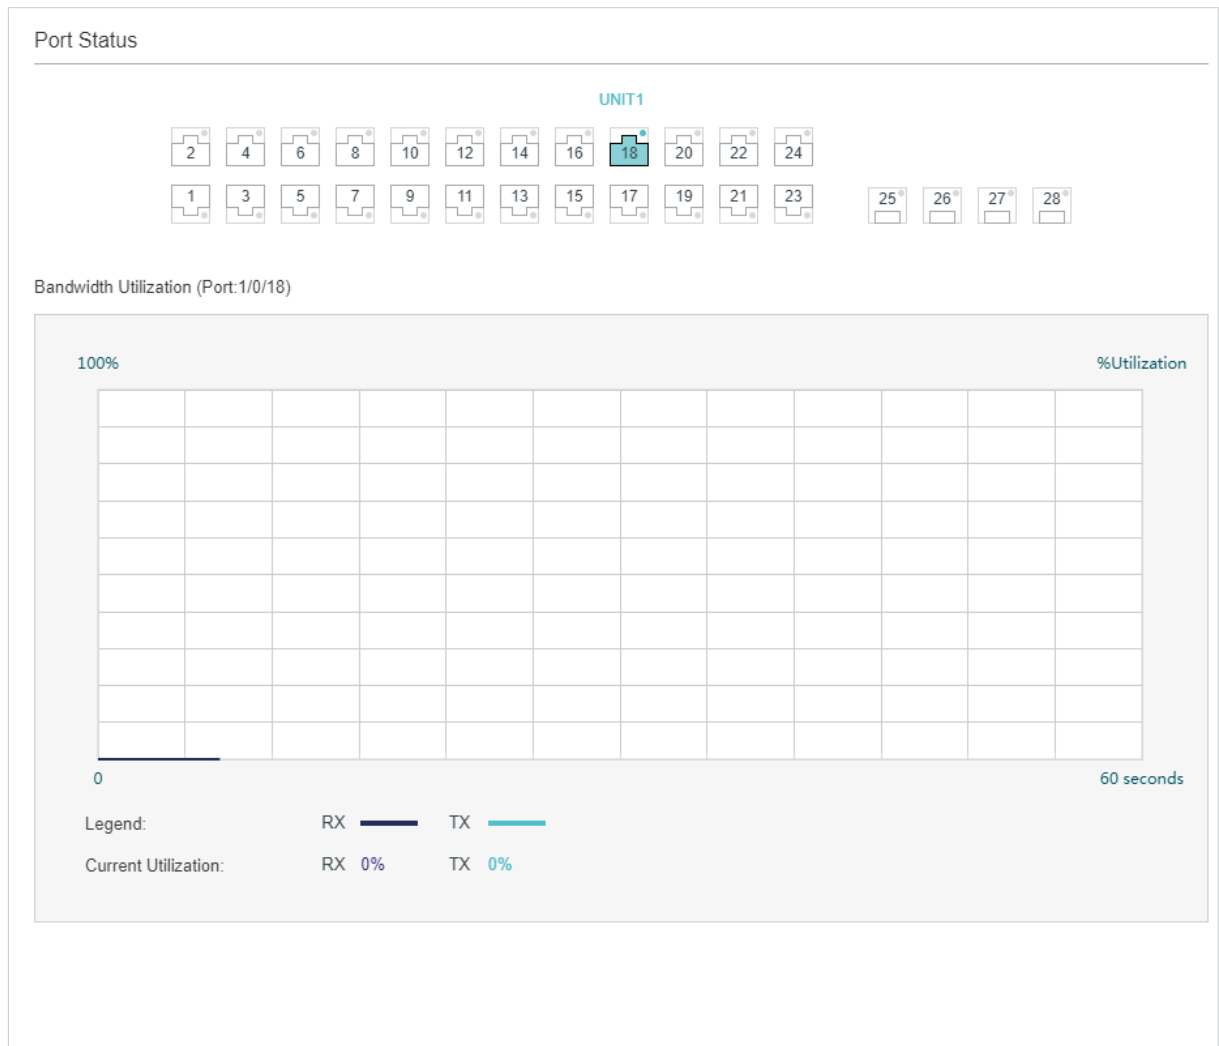 Port Status
UNIT1
2 4 6 8 10 12 14 16 18 20 22 24
1 3 5 7 9 11 13 15 17 19 21 23 25 26 27 28
Bandwidth Utilization (Port:1/0/18)
100% %Utilization
0 60 seconds
Legend: RX TX
Current Utilization: RX 0% TX 0%